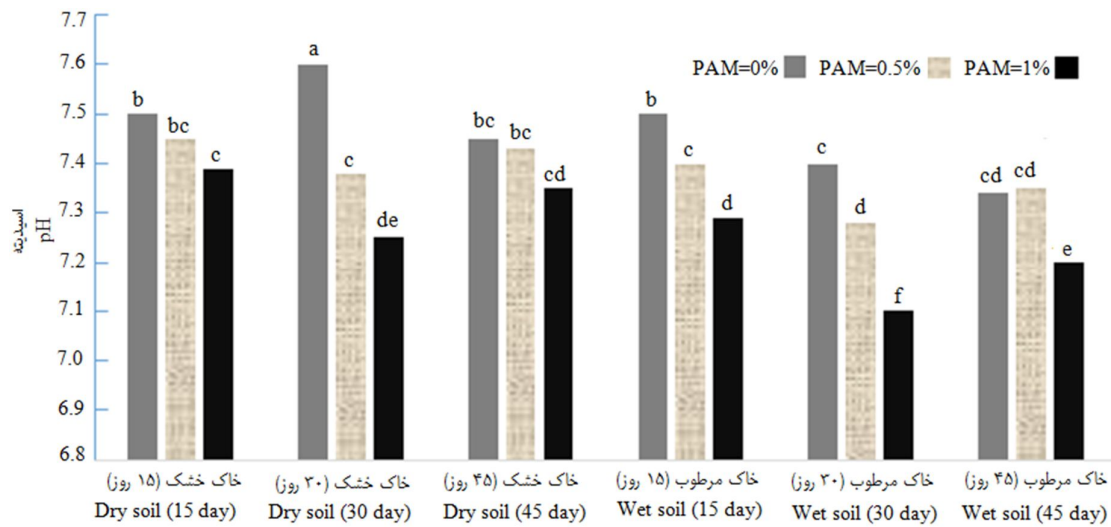 7.7
7.6
7.5
7.4
7.3
7.2
7.1
7.0
6.9
6.8
اسیدیته
pH
PAM=0% PAM=0.5% PAM=1%
b bc c
a c de
bc bc cd
b c d
c d f
cd cd e
خاک خشک (۱۵ روز)
Dry soil (15 day)
خاک خشک (۳۰ روز)
Dry soil (30 day)
خاک خشک (۴۵ روز)
Dry soil (45 day)
خاک مرطوب (۱۵ روز)
Wet soil (15 day)
خاک مرطوب (۳۰ روز)
Wet soil (30 day)
خاک مرطوب (۴۵ روز)
Wet soil (45 day)